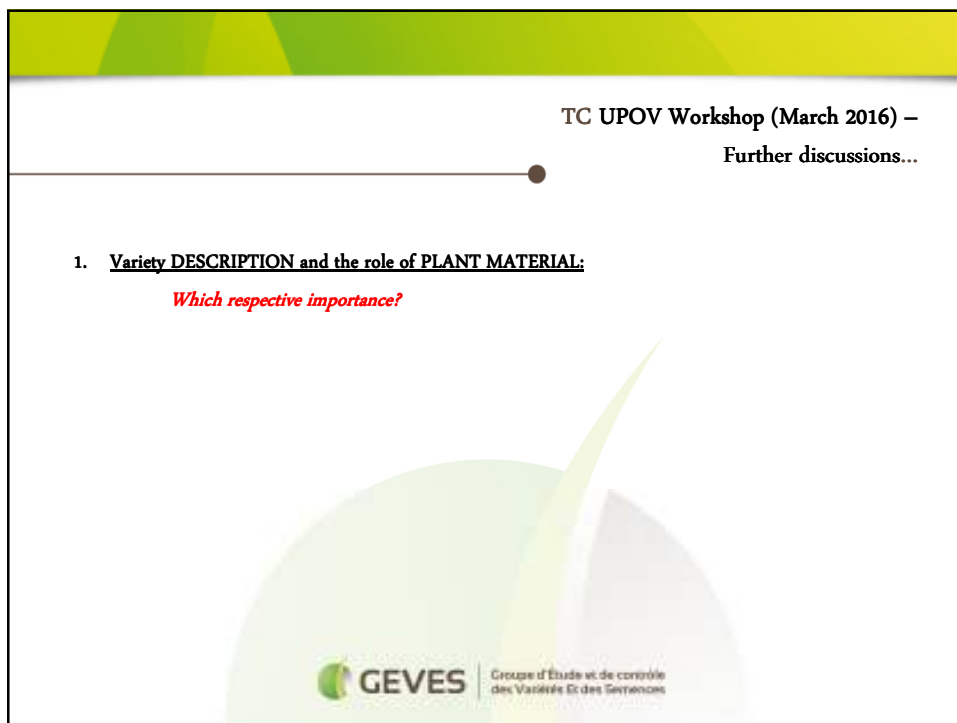 TC UPOV Workshop (March 2016) –
Further discussions...
1. Variety DESCRIPTION and the role of PLANT MATERIAL:
Which respective importance?
GEVES
Groupe d'Étude et de contrôle
des Variétés Et des Semences